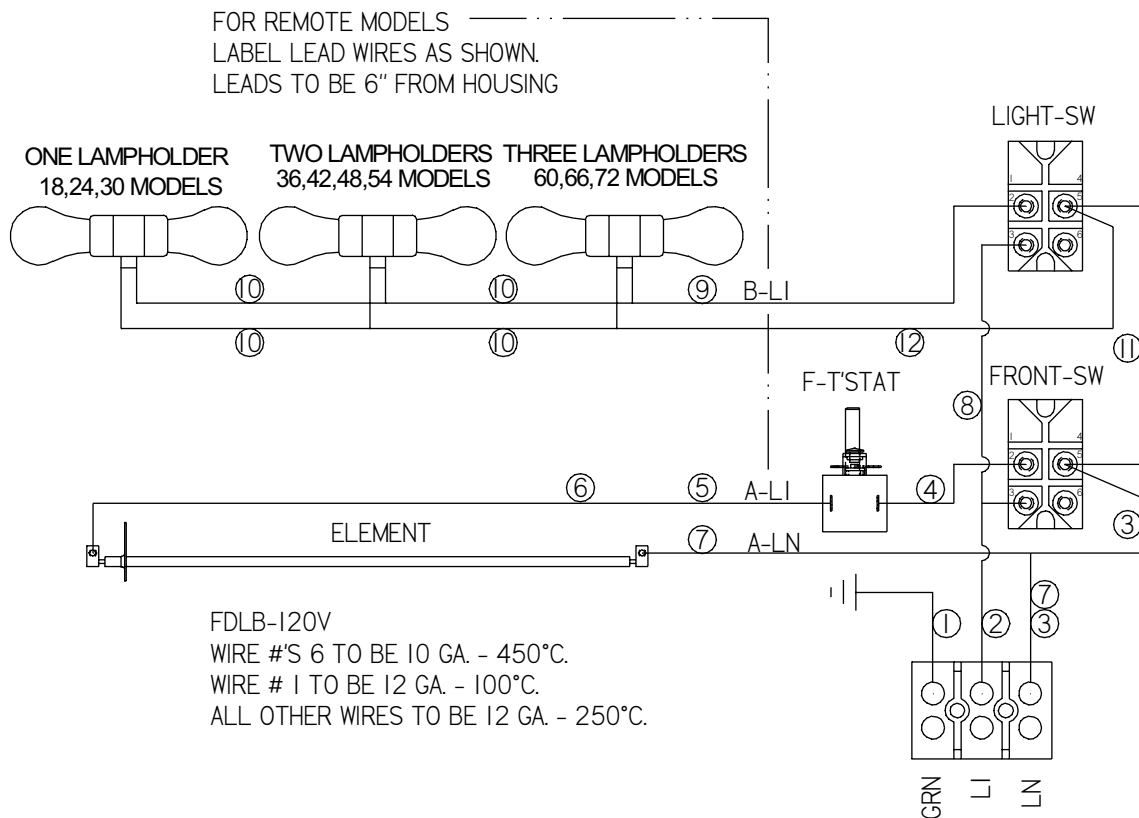 FOR REMOTE MODELS
LABEL LEAD WIRES AS SHOWN.
LEADS TO BE 6" FROM HOUSING
LIGHT-SW
ONE LAMPHOLDER
18,24,30 MODELS
TWO LAMPHOLDERS
36,42,48,54 MODELS
THREE LAMPHOLDERS
60,66,72 MODELS
1 4
2 5
3 6
10 10 9 B-L1
10 10 12 11
F-T'STAT
FRONT-SW
8
1 4
2 5
3 6
6 5 A-L1 4
3
ELEMENT
7 A-LN
7
1 2 3
FDLB-120V
WIRE #'S 6 TO BE 10 GA. - 450°C.
WIRE # 1 TO BE 12 GA. - 100°C.
ALL OTHER WIRES TO BE 12 GA. - 250°C.
GRN
L1
LN